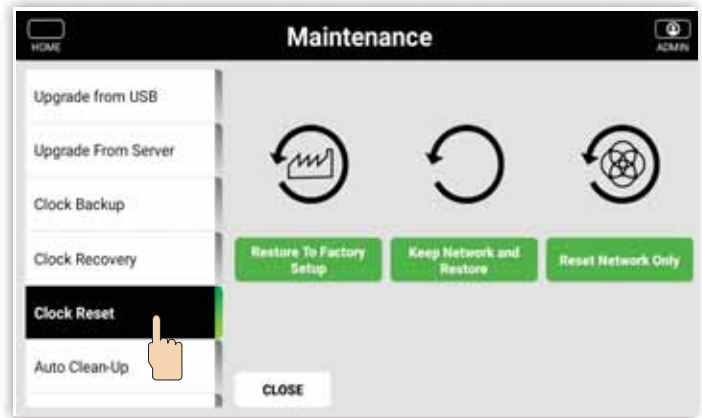 HOME
Maintenance
ADMIN
Upgrade from USB
Upgrade From Server
Clock Backup
Clock Recovery
Clock Reset
Auto Clean-Up
Restore To Factory
Setup
Keep Network and
Restore
Reset Network Only
CLOSE